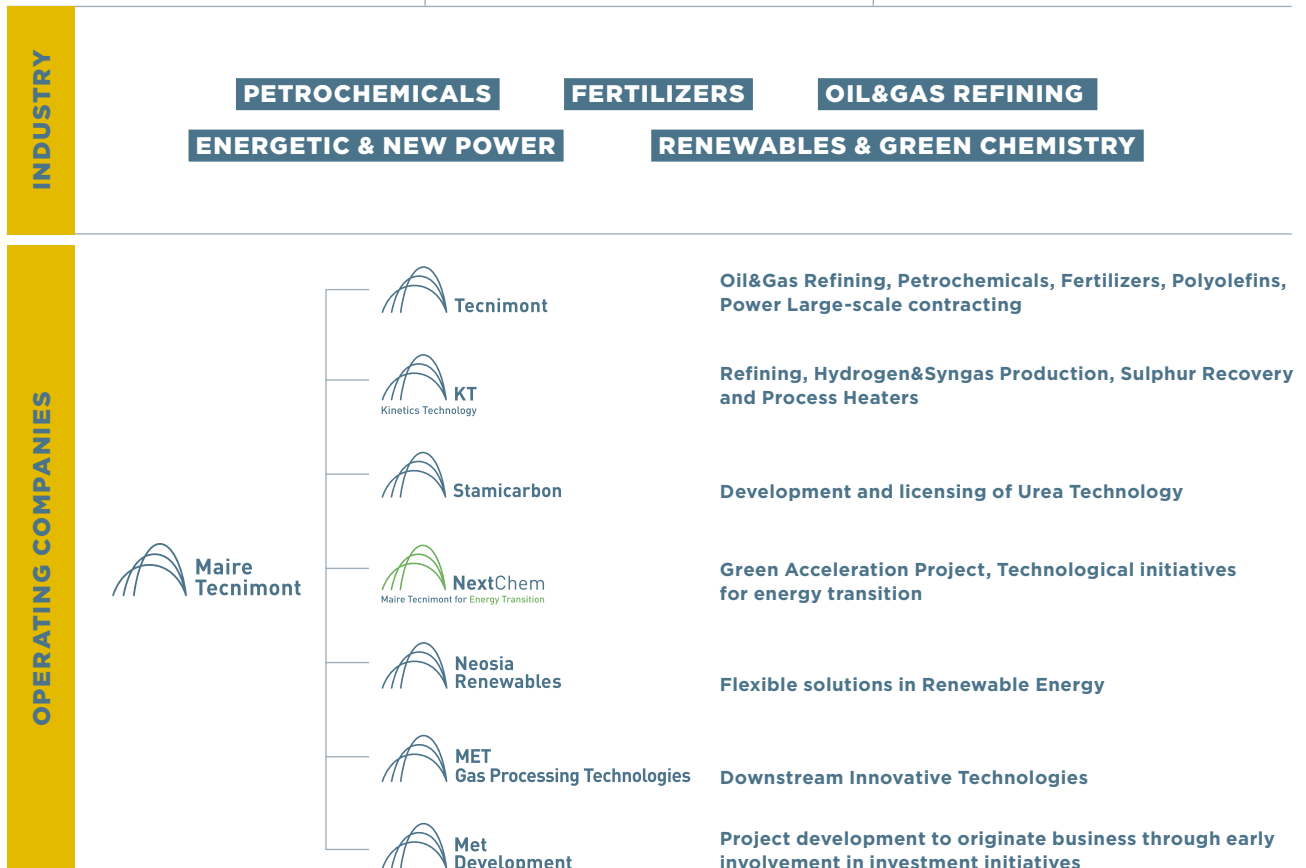 INDUSTRY
PETROCHEMICALS
FERTILIZERS
OIL&GAS REFINING
ENERGETIC & NEW POWER
RENEWABLES & GREEN CHEMISTRY
OPERATING COMPANIES
Maire
Tecnimont
Tecnimont
Oil&Gas Refining, Petrochemicals, Fertilizers, Polyolefins,
Power Large-scale contracting
KT
Kinetics Technology
Refining, Hydrogen&Syngas Production, Sulphur Recovery
and Process Heaters
Stamicarbon
Development and licensing of Urea Technology
NextChem
Maire Tecnimont for Energy Transition
Green Acceleration Project, Technological initiatives
for energy transition
Neosia
Renewables
Flexible solutions in Renewable Energy
MET
Gas Processing Technologies
Downstream Innovative Technologies
Met
Development
Project development to originate business through early
involvement in investment initiatives